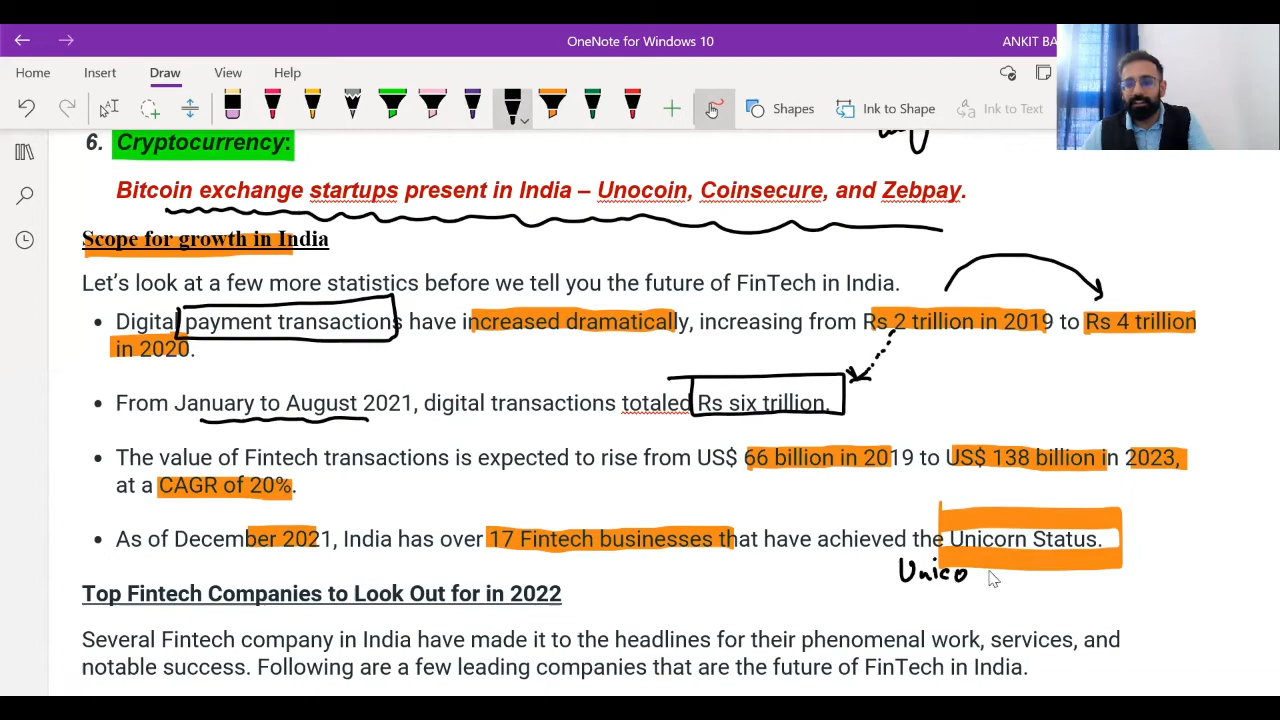 OneNote for Windows 10
ANKIT BA
Home Insert Draw View Help
Shapes Ink to Shape Ink to Text
6. Cryptocurrency:
Bitcoin exchange startups present in India – Unocoin, Coinsecure, and Zebpay.
Scope for growth in India
Let's look at a few more statistics before we tell you the future of FinTech in India.
• Digital payment transactions have increased dramatically, increasing from Rs 2 trillion in 2019 to Rs 4 trillion
in 2020.
• From January to August 2021, digital transactions totaled Rs six trillion.
• The value of Fintech transactions is expected to rise from US$ 66 billion in 2019 to US$ 138 billion in 2023,
at a CAGR of 20%.
• As of December 2021, India has over 17 Fintech businesses that have achieved the Unicorn Status.
Unico
Top Fintech Companies to Look Out for in 2022
Several Fintech company in India have made it to the headlines for their phenomenal work, services, and
notable success. Following are a few leading companies that are the future of FinTech in India.